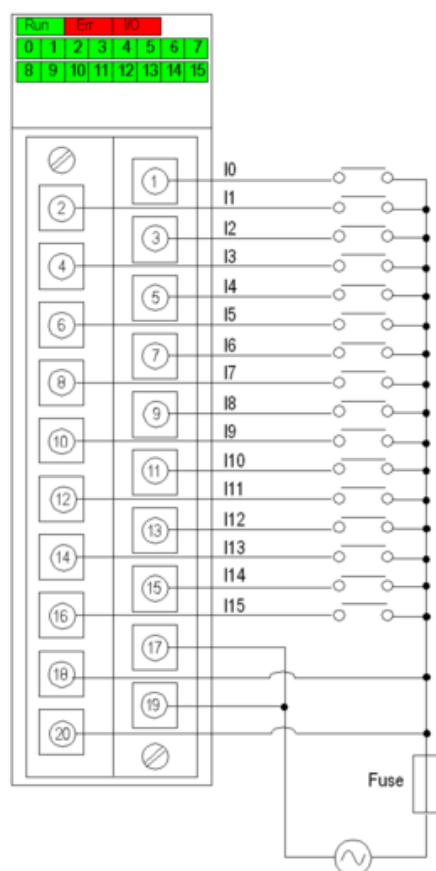 Run Err I/O
0 1 2 3 4 5 6 7
8 9 10 11 12 13 14 15
1 I0
2 I1
3 I2
4 I3
5 I4
6 I5
7 I6
8 I7
9 I8
10 I9
11 I10
12 I11
13 I12
14 I13
15 I14
16 I15
17
18
19
20
Fuse